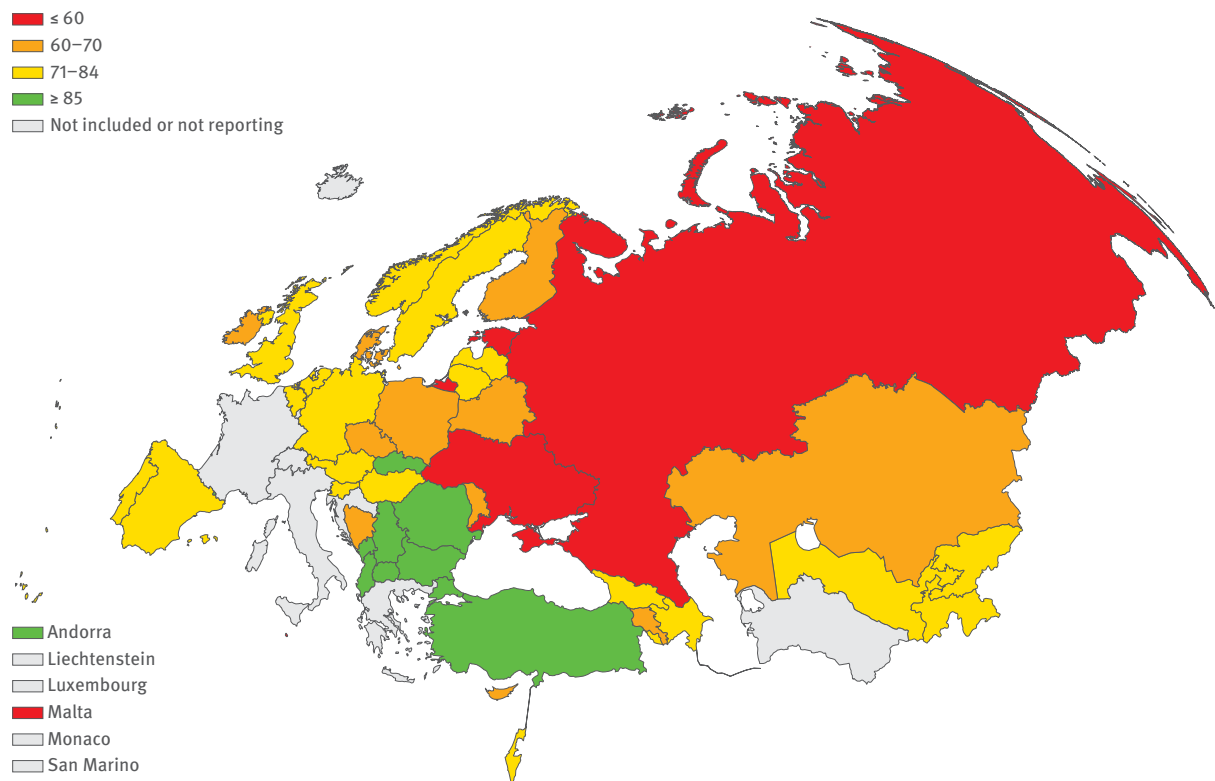 ≤ 60
60–70
71–84
≥ 85
Not included or not reporting
Andorra
Liechtenstein
Luxembourg
Malta
Monaco
San Marino